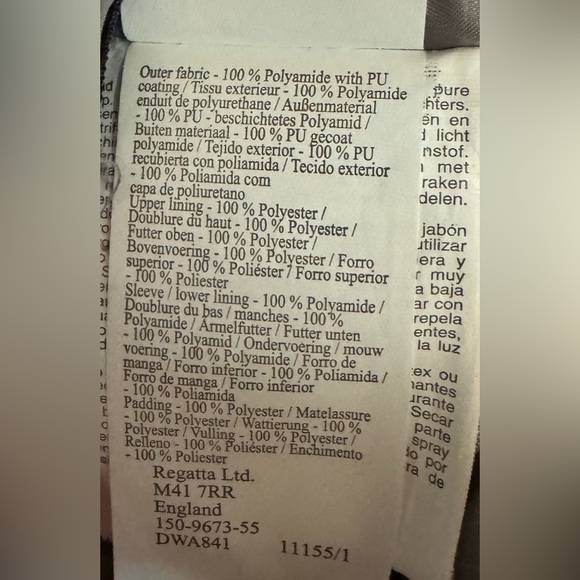 Outer fabric - 100 % Polyamide with PU
coating / Tissu exterieur - 100 % Polyamide
enduit de polyurethane / Außenmaterial
- 100 % PU - beschichtetes Polyamid /
Buiten materiaal - 100 % PU gecoat
polyamide / Tejido exterior - 100 % PU
recubierta con poliamida / Tecido exterior
- 100 % Poliamida com
capa de poliuretano
Upper lining - 100 % Polyester /
Doublure du haut - 100 % Polyester /
Futter oben - 100 % Polyester /
Bovenvoering - 100 % Polyester / Forro
superior - 100 % Poliéster / Forro superior
- 100 % Poliester
Sleeve / lower lining - 100 % Polyamide /
Doublure du bas / manches - 100 %
Polyamide / Armelfutter / Futter unten
- 100 % Polyamid / Ondervoering / mouw
voering - 100 % Polyamide / Forro de
manga / Forro inferior - 100 % Poliamida /
Forro de manga / Forro inferior
- 100 % Poliamida
Padding - 100 % Polyester / Matelassure
- 100 % Polyester / Wattierung - 100 %
Polyester / Vulling - 100 % Polyester /
Relleno - 100 % Poliéster / Enchimento
- 100 % Poliester
Regatta Ltd.
M41 7RR
England
150-9673-55
DWA841 11155/1
pure
hters.
en en
licht
nstof.
met
raken
delen.
jabón
utilizar
era y
r muy
a baja
ar con
repela
entes,
la luz
ex ou
nantes
urante
Secar
parte
spray
o por
ra de